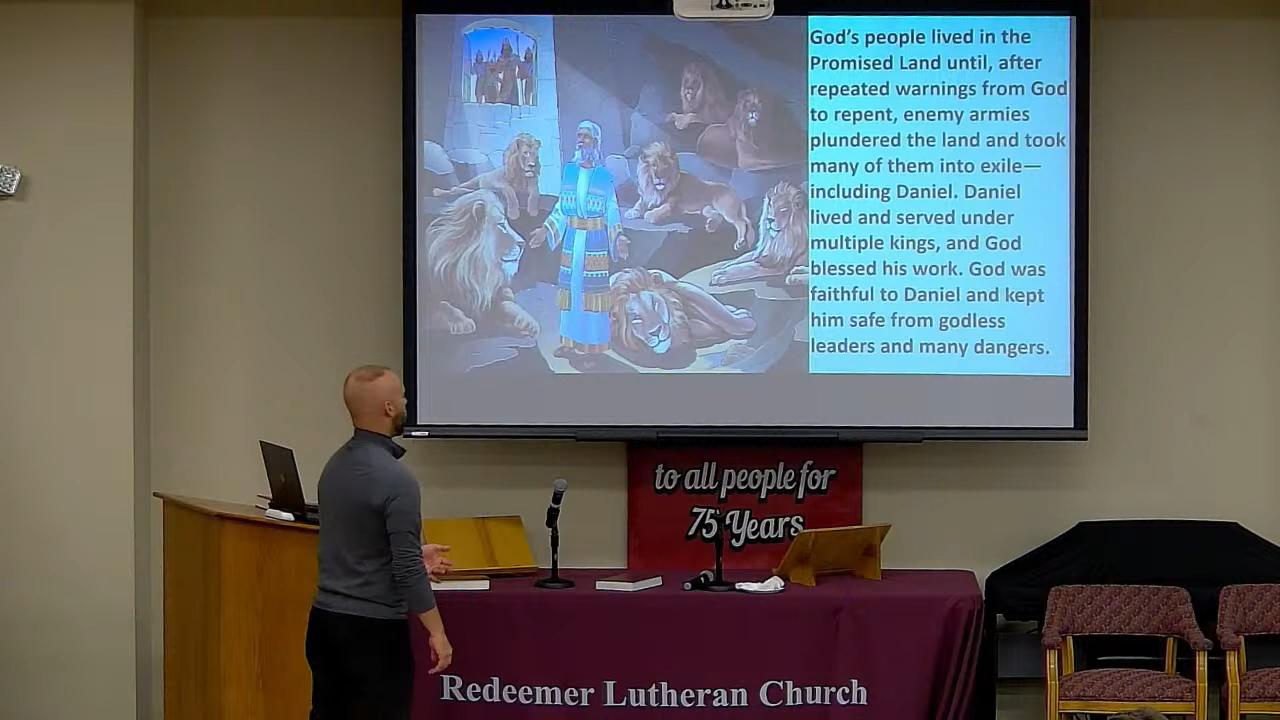 God's people lived in the
Promised Land until, after
repeated warnings from God
to repent, enemy armies
plundered the land and took
many of them into exile—
including Daniel. Daniel
lived and served under
multiple kings, and God
blessed his work. God was
faithful to Daniel and kept
him safe from godless
leaders and many dangers.
to all people for
75 Years
Redeemer Lutheran Church